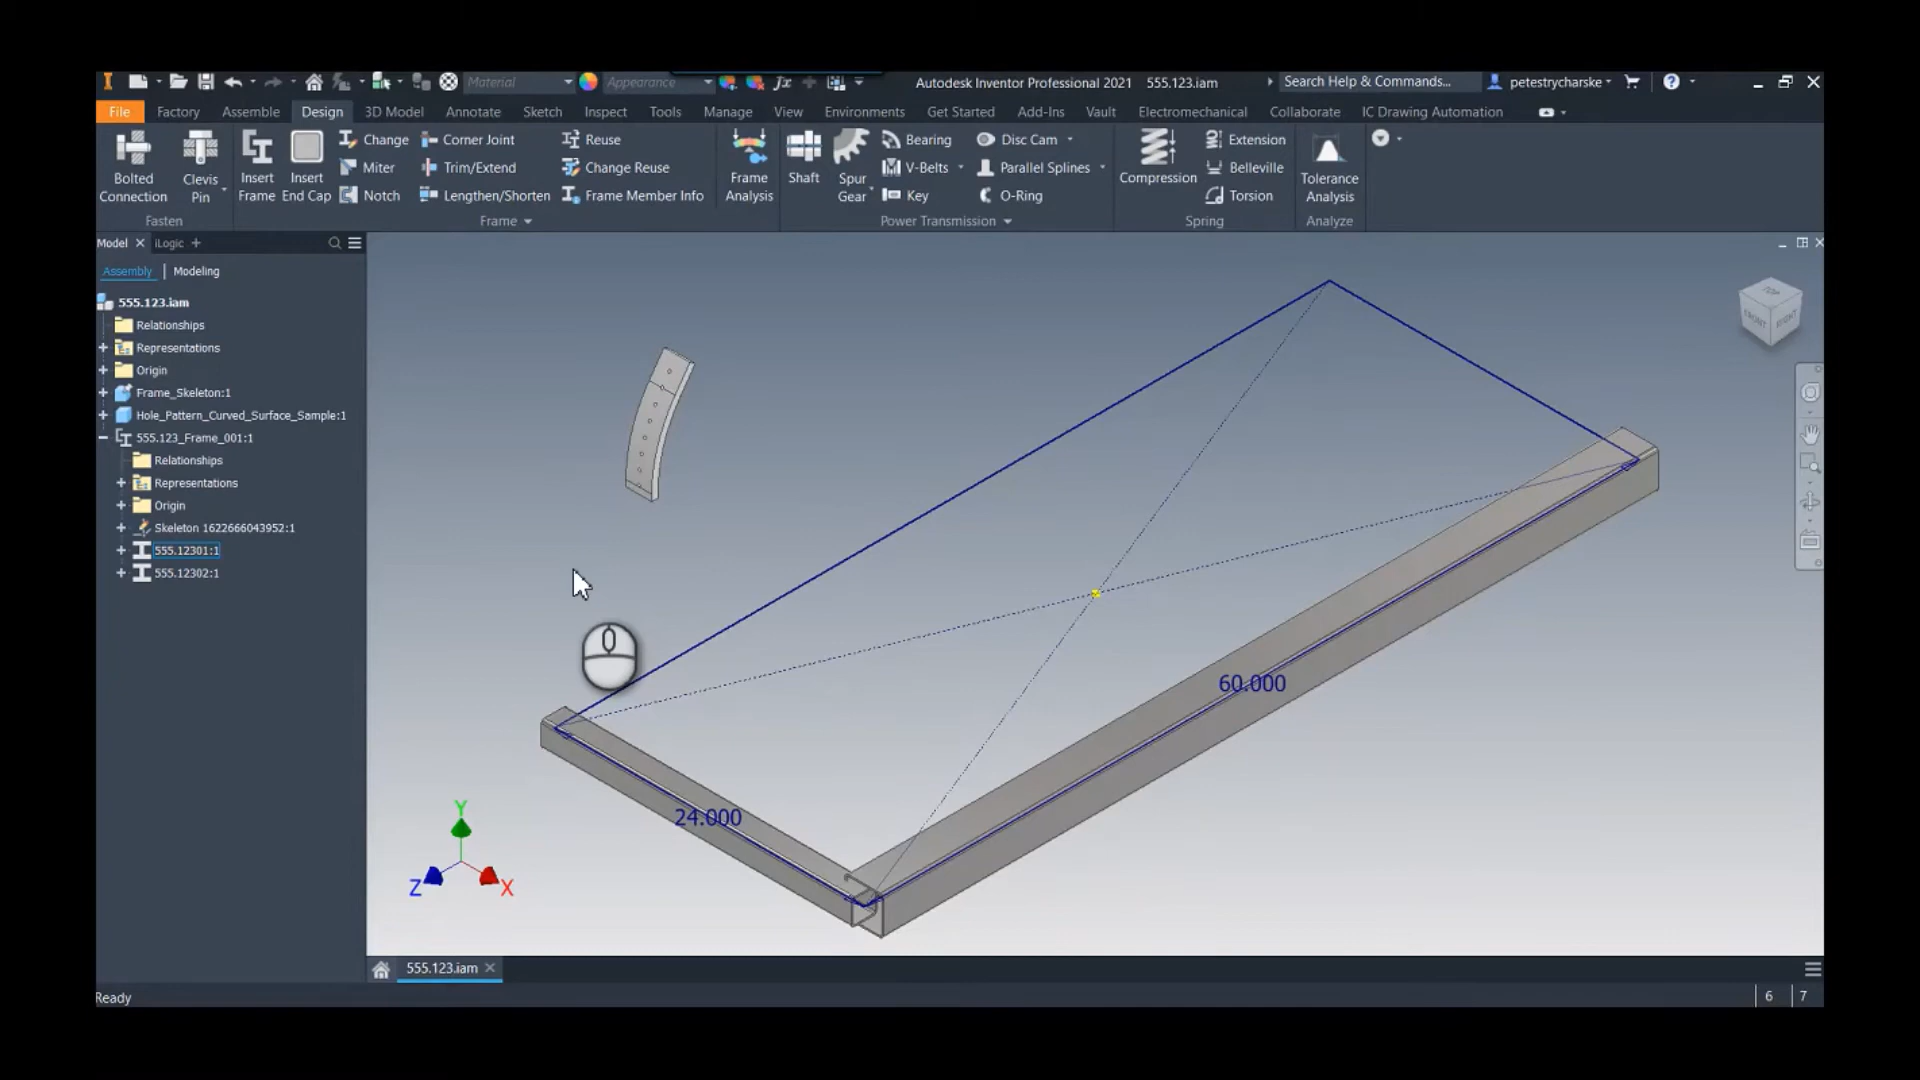 Material Appearance fx Autodesk Inventor Professional 2021 555.123.iam Search Help & Commands... petestrycharske ?
File Factory Assemble Design 3D Model Annotate Sketch Inspect Tools Manage View Environments Get Started Add-Ins Vault Electromechanical Collaborate IC Drawing Automation
Bolted Connection
Clevis Pin
Fasten
Insert Frame
Insert End Cap
Change
Miter
Notch
Corner Joint
Trim/Extend
Lengthen/Shorten
Reuse
Change Reuse
Frame Member Info
Frame
Frame Analysis
Shaft
Spur Gear
Bearing
V-Belts
Key
Disc Cam
Parallel Splines
O-Ring
Power Transmission
Compression
Extension
Belleville
Torsion
Spring
Tolerance Analysis
Analyze
Model iLogic +
Assembly | Modeling
555.123.iam
Relationships
Representations
Origin
Frame_Skeleton:1
Hole_Pattern_Curved_Surface_Sample:1
555.123_Frame_001:1
Relationships
Representations
Origin
Skeleton 1622666043952:1
555.12301:1
555.12302:1
TOP
FRONT RIGHT
60.000
24.000
Y
Z X
555.123.iam
Ready 6 7